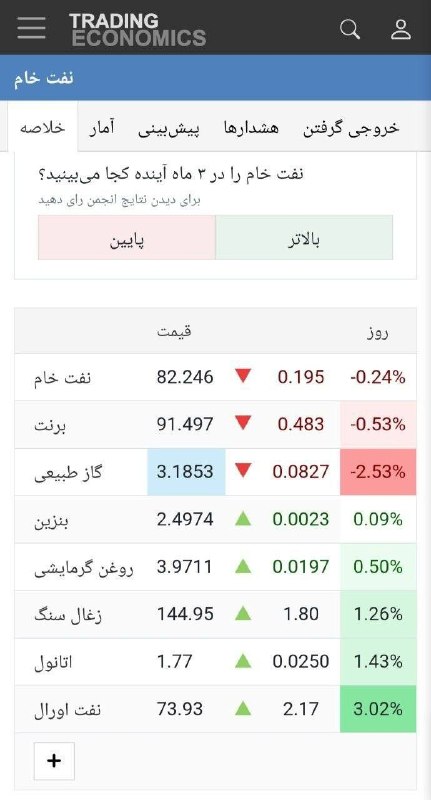 TRADING
ECONOMICS
نفت خام
خلاصه آمار پیش‌بینی هشدارها خروجی گرفتن
نفت خام را در ۳ ماه آینده کجا می‌بینید؟
برای دیدن نتایج انجمن رای دهید
پایین بالاتر
قیمت روز
نفت خام 82.246 ▼ 0.195 -0.24%
برنت 91.497 ▼ 0.483 -0.53%
گاز طبیعی 3.1853 ▼ 0.0827 -2.53%
بنزین 2.4974 ▲ 0.0023 0.09%
روغن گرمایشی 3.9711 ▲ 0.0197 0.50%
زغال سنگ 144.95 ▲ 1.80 1.26%
اتانول 1.77 ▲ 0.0250 1.43%
نفت اورال 73.93 ▲ 2.17 3.02%
+